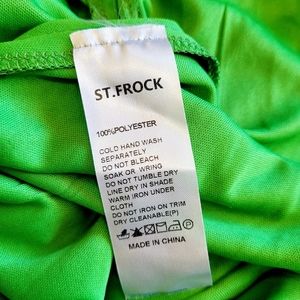 ST.FROCK
100%POLYESTER
COLD HAND WASH
SEPARATELY
DO NOT BLEACH
SOAK OR WRING
DO NOT TUMBLE DRY
LINE DRY IN SHADE
WARM IRON UNDER
CLOTH
DO NOT IRON ON TRIM
DRY CLEANABLE(P)
MADE IN CHINA